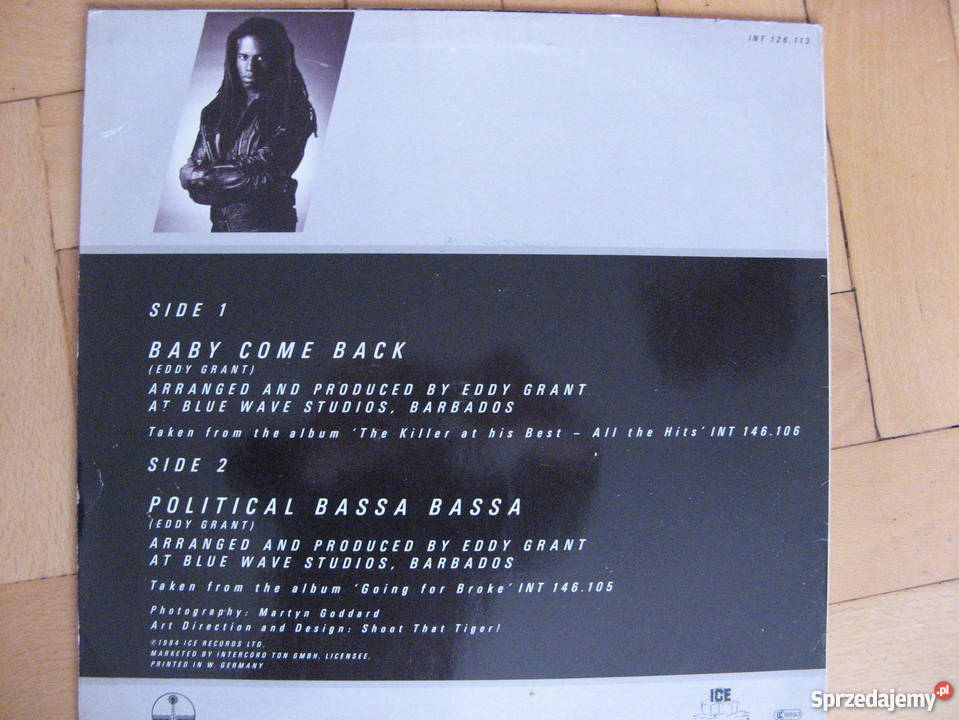 INT 126.113
SIDE 1
BABY COME BACK
(EDDY GRANT)
ARRANGED AND PRODUCED BY EDDY GRANT
AT BLUE WAVE STUDIOS, BARBADOS
Taken from the album 'The Killer at his Best – All the Hits' INT 146.106
SIDE 2
POLITICAL BASSA BASSA
(EDDY GRANT)
ARRANGED AND PRODUCED BY EDDY GRANT
AT BLUE WAVE STUDIOS, BARBADOS
Taken from the album 'Going for Broke' INT 146.105
Photography: Martyn Goddard
Art Direction and Design: Shoot That Tiger!
℗1984 ICE RECORDS LTD.
MARKETED BY INTERCORD TON GMBH, LICENSEE.
PRINTED IN W. GERMANY
ICE
Sprzedajemy.pl